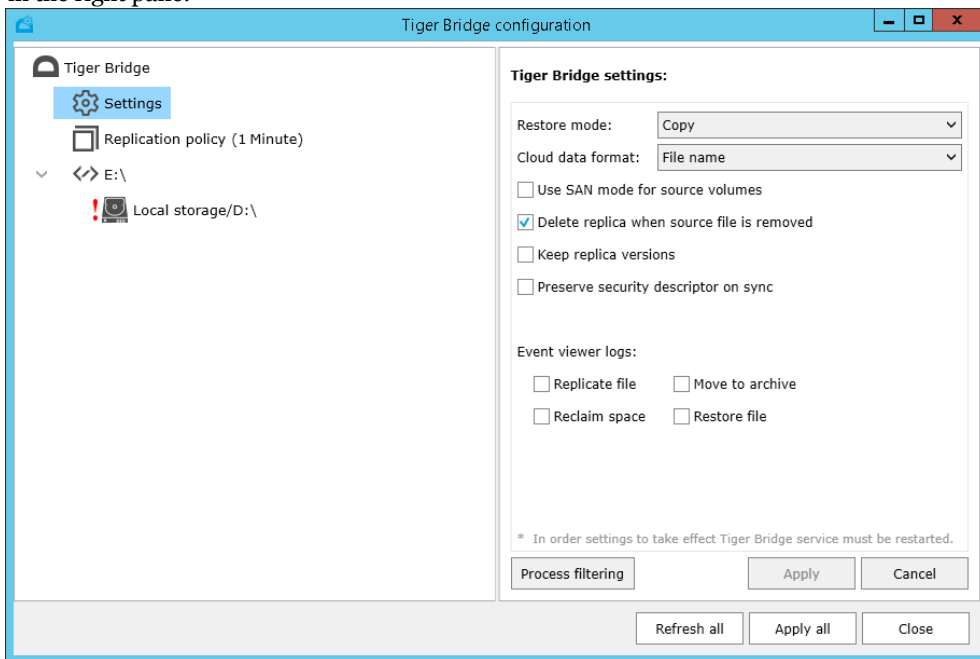 in the right pane.
Tiger Bridge configuration
Tiger Bridge
Settings
Replication policy (1 Minute)
E:\
Local storage/D:\
Tiger Bridge settings:
Restore mode: Copy
Cloud data format: File name
Use SAN mode for source volumes
Delete replica when source file is removed
Keep replica versions
Preserve security descriptor on sync
Event viewer logs:
Replicate file Move to archive
Reclaim space Restore file
* In order settings to take effect Tiger Bridge service must be restarted.
Process filtering Apply Cancel
Refresh all Apply all Close